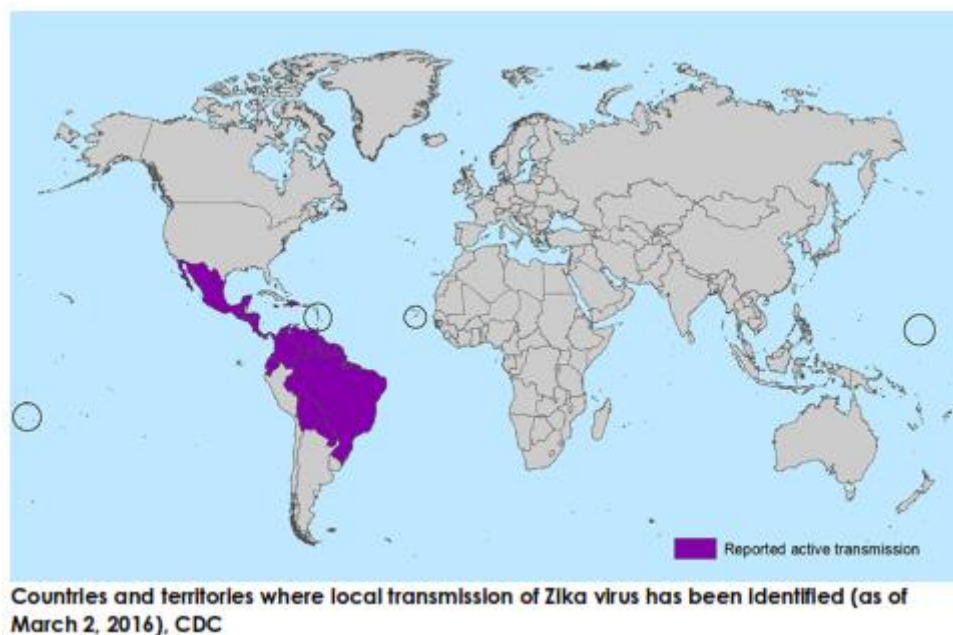 Reported active transmission
Countries and territories where local transmission of Zika virus has been identified (as of
March 2, 2016), CDC